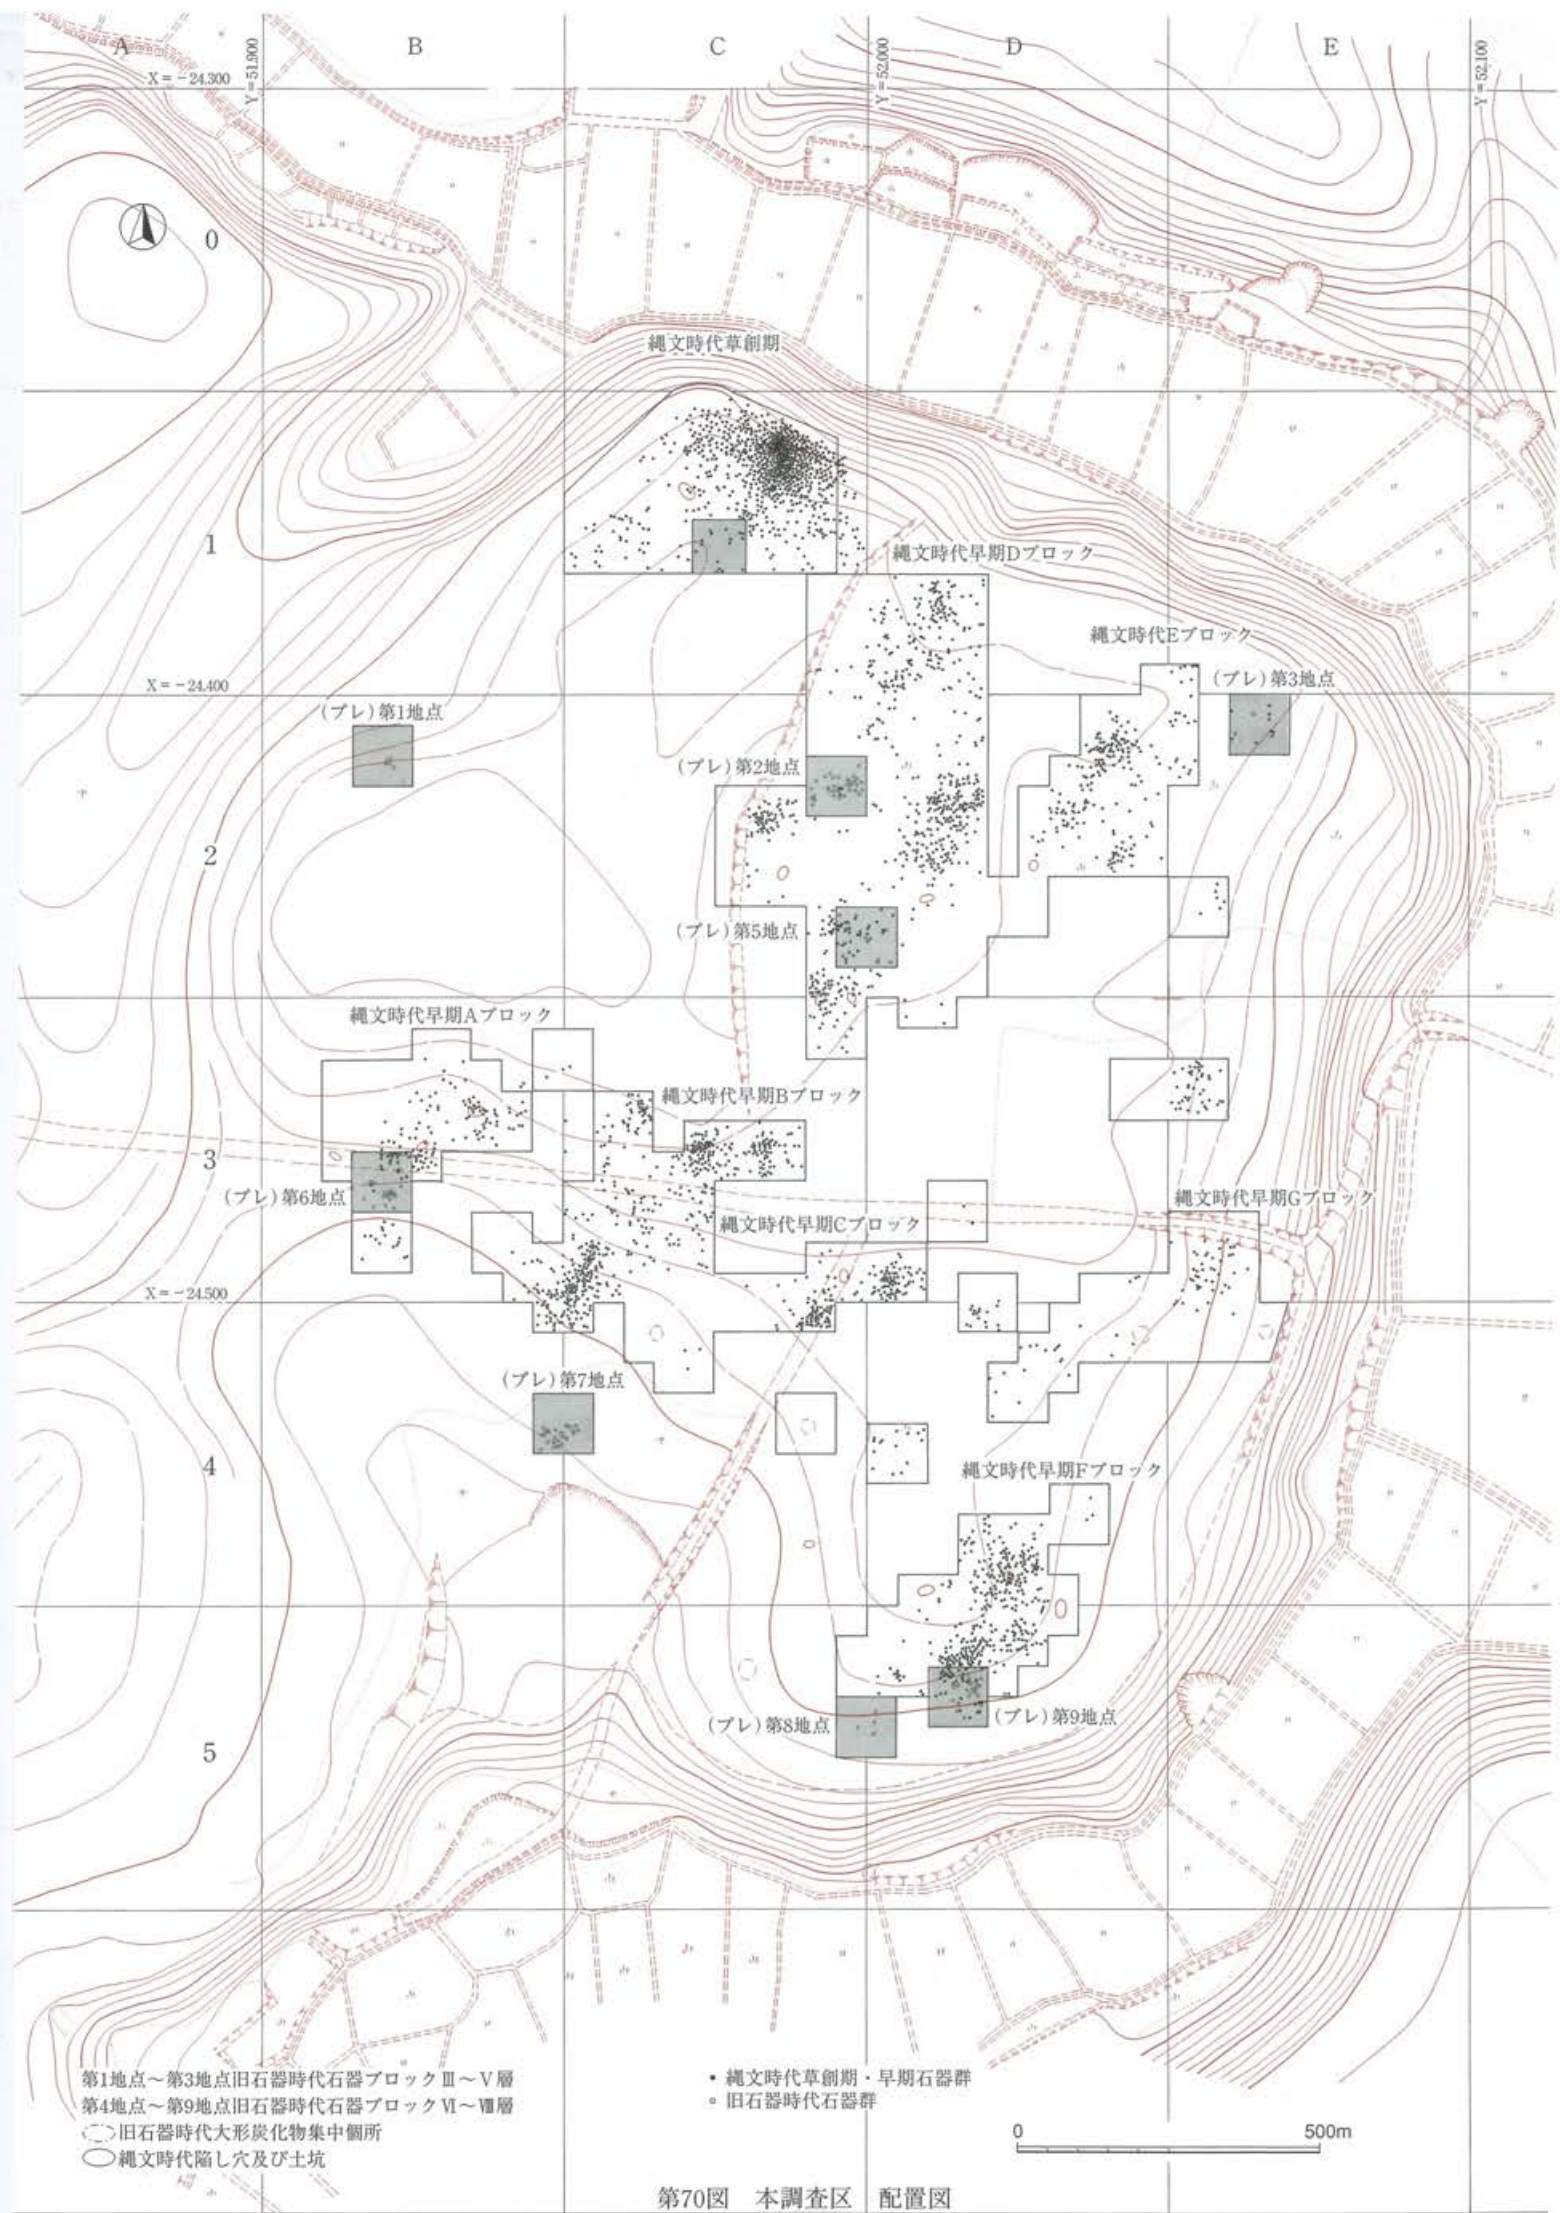 A
B
C
D
E
X = -24.300
Y = 51.900
Y = 52.000
Y = 52.100
0
縄文時代草創期
1
縄文時代早期Dブロック
縄文時代Eブロック
X = -24.400
(プレ)第3地点
(プレ)第1地点
(プレ)第2地点
2
(プレ)第5地点
縄文時代早期Aブロック
縄文時代早期Bブロック
3
(プレ)第6地点
縄文時代早期Gブロック
縄文時代早期Cブロック
X = -24.500
(プレ)第7地点
4
縄文時代早期Fブロック
(プレ)第8地点
(プレ)第9地点
5
第1地点～第3地点旧石器時代石器ブロックⅢ～Ⅴ層
第4地点～第9地点旧石器時代石器ブロックⅥ～Ⅷ層
旧石器時代大形炭化物集中個所
縄文時代陥し穴及び土坑
・縄文時代草創期・早期石器群
。旧石器時代石器群
0
500m
第70図　本調査区　配置図